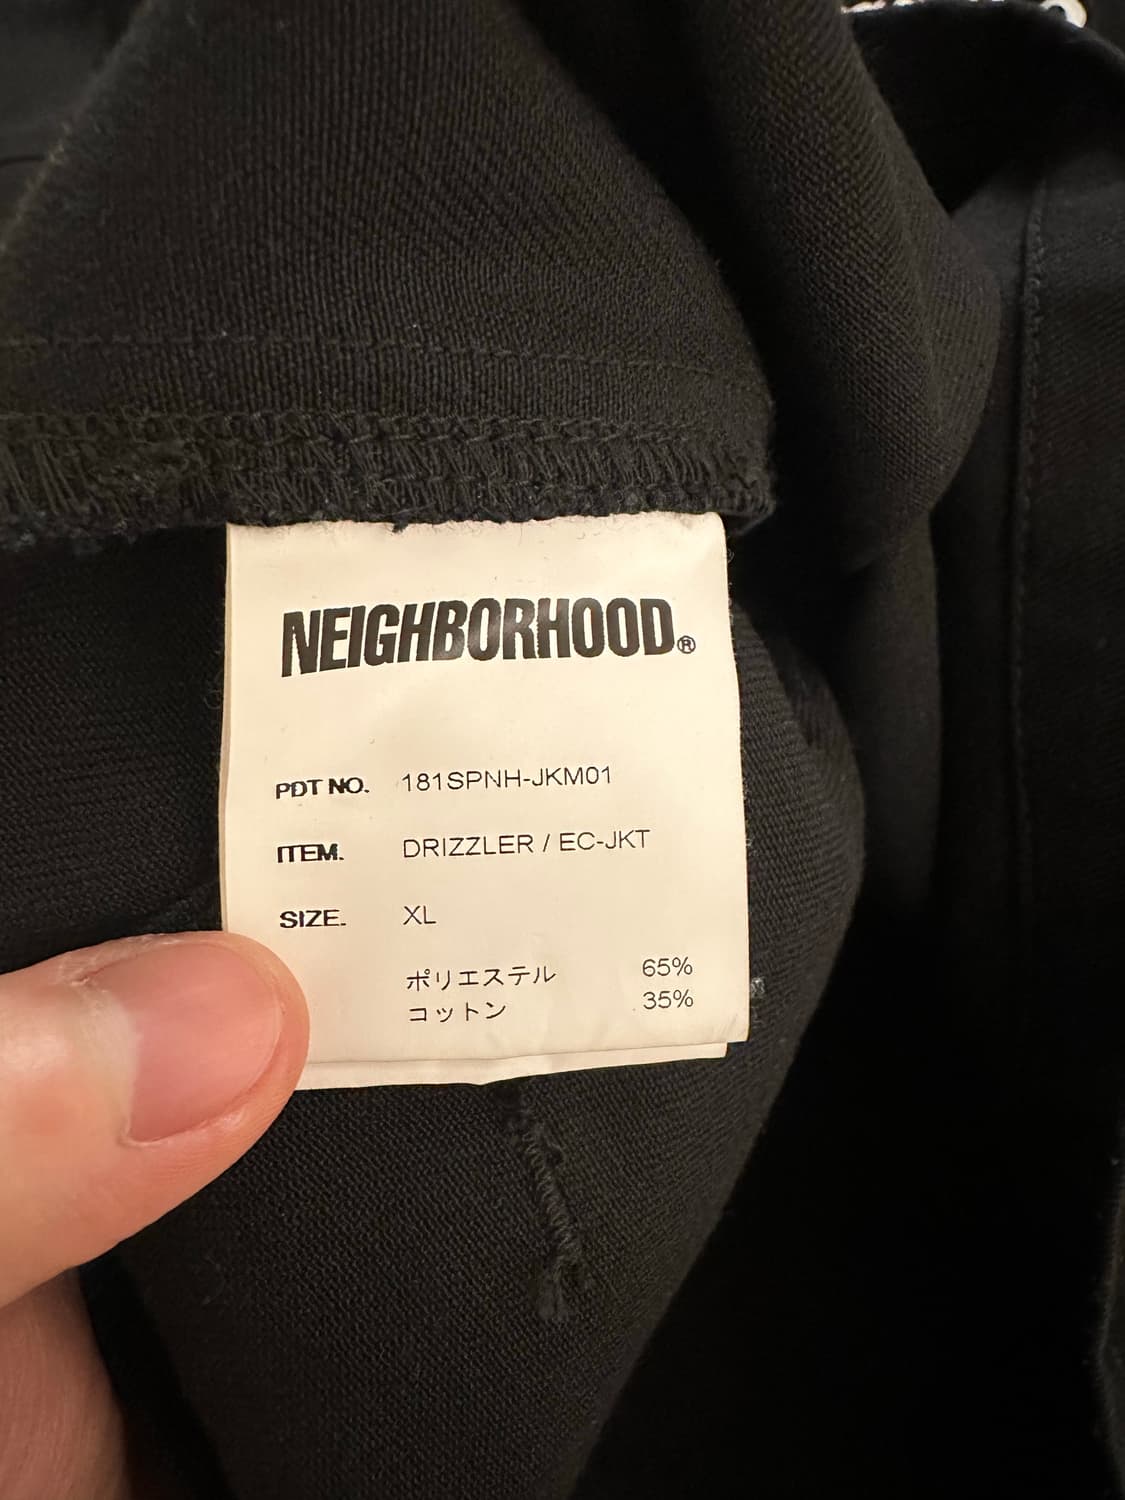 NEIGHBORHOOD®
PDT NO. 181SPNH-JKM01
ITEM. DRIZZLER / EC-JKT
SIZE. XL
ポリエステル 65%
コットン 35%